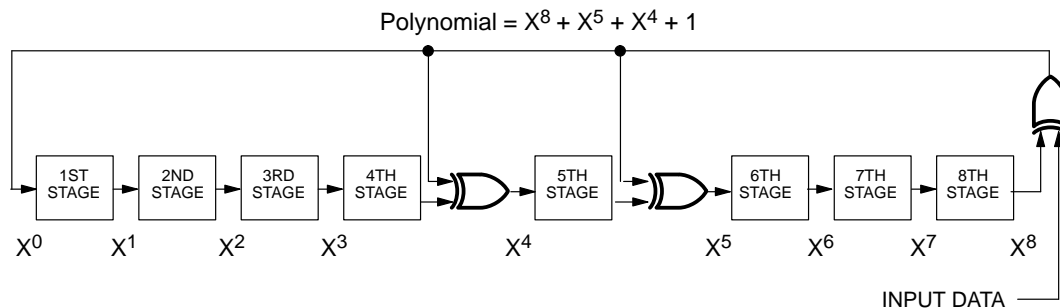 Polynomial = X⁸ + X⁵ + X⁴ + 1
1ST
STAGE
2ND
STAGE
3RD
STAGE
4TH
STAGE
5TH
STAGE
6TH
STAGE
7TH
STAGE
8TH
STAGE
X⁰ X¹ X² X³ X⁴ X⁵ X⁶ X⁷ X⁸
INPUT DATA